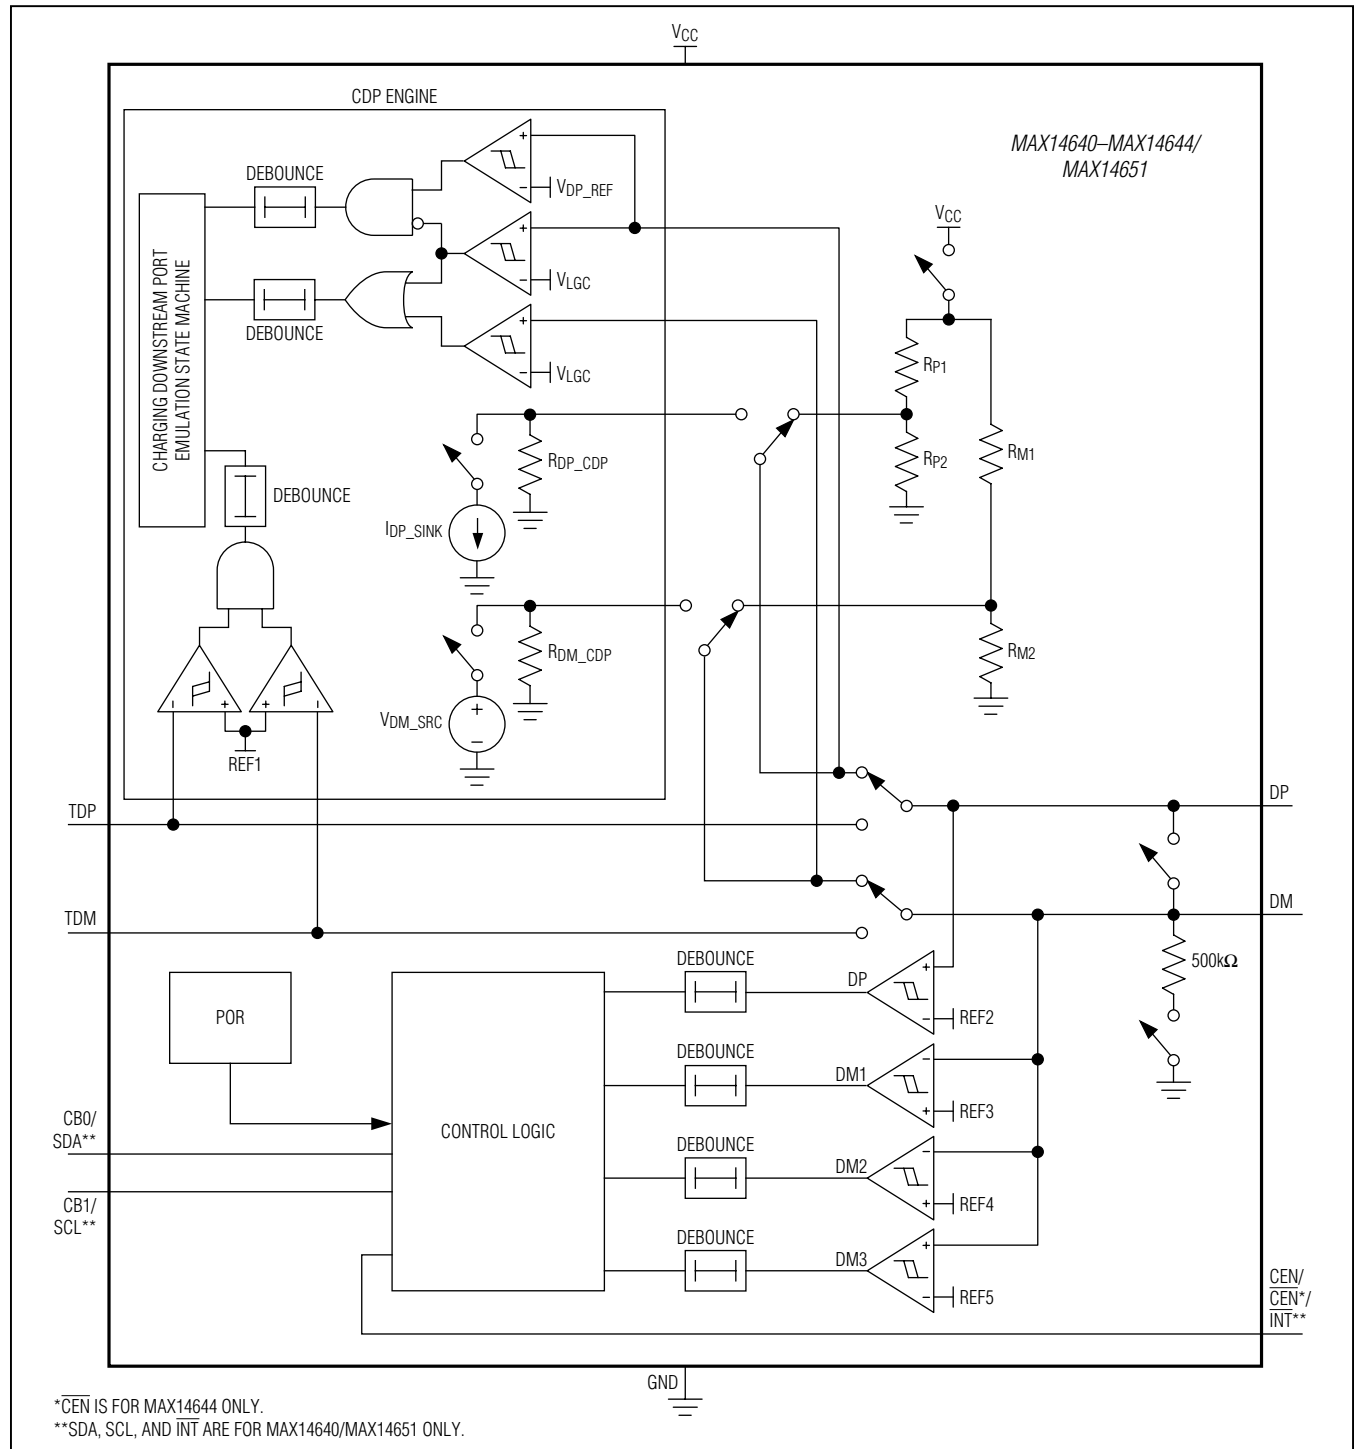 VCC
CDP ENGINE
MAX14640–MAX14644/
MAX14651
DEBOUNCE
VDP_REF
VCC
CHARGING DOWNSTREAM PORT
EMULATION STATE MACHINE
VLGC
DEBOUNCE
VLGC
RP1
RDP_CDP
RP2
RM1
DEBOUNCE
IDP_SINK
RDM_CDP
RM2
VDM_SRC
REF1
TDP
DP
TDM
DM
DEBOUNCE
DP
REF2
500kΩ
POR
DEBOUNCE
DM1
REF3
CB0/
SDA**
CONTROL LOGIC
DEBOUNCE
DM2
REF4
CB1/
SCL**
DEBOUNCE
DM3
REF5
CEN/
CEN*/
INT**
GND
*CEN IS FOR MAX14644 ONLY.
**SDA, SCL, AND INT ARE FOR MAX14640/MAX14651 ONLY.